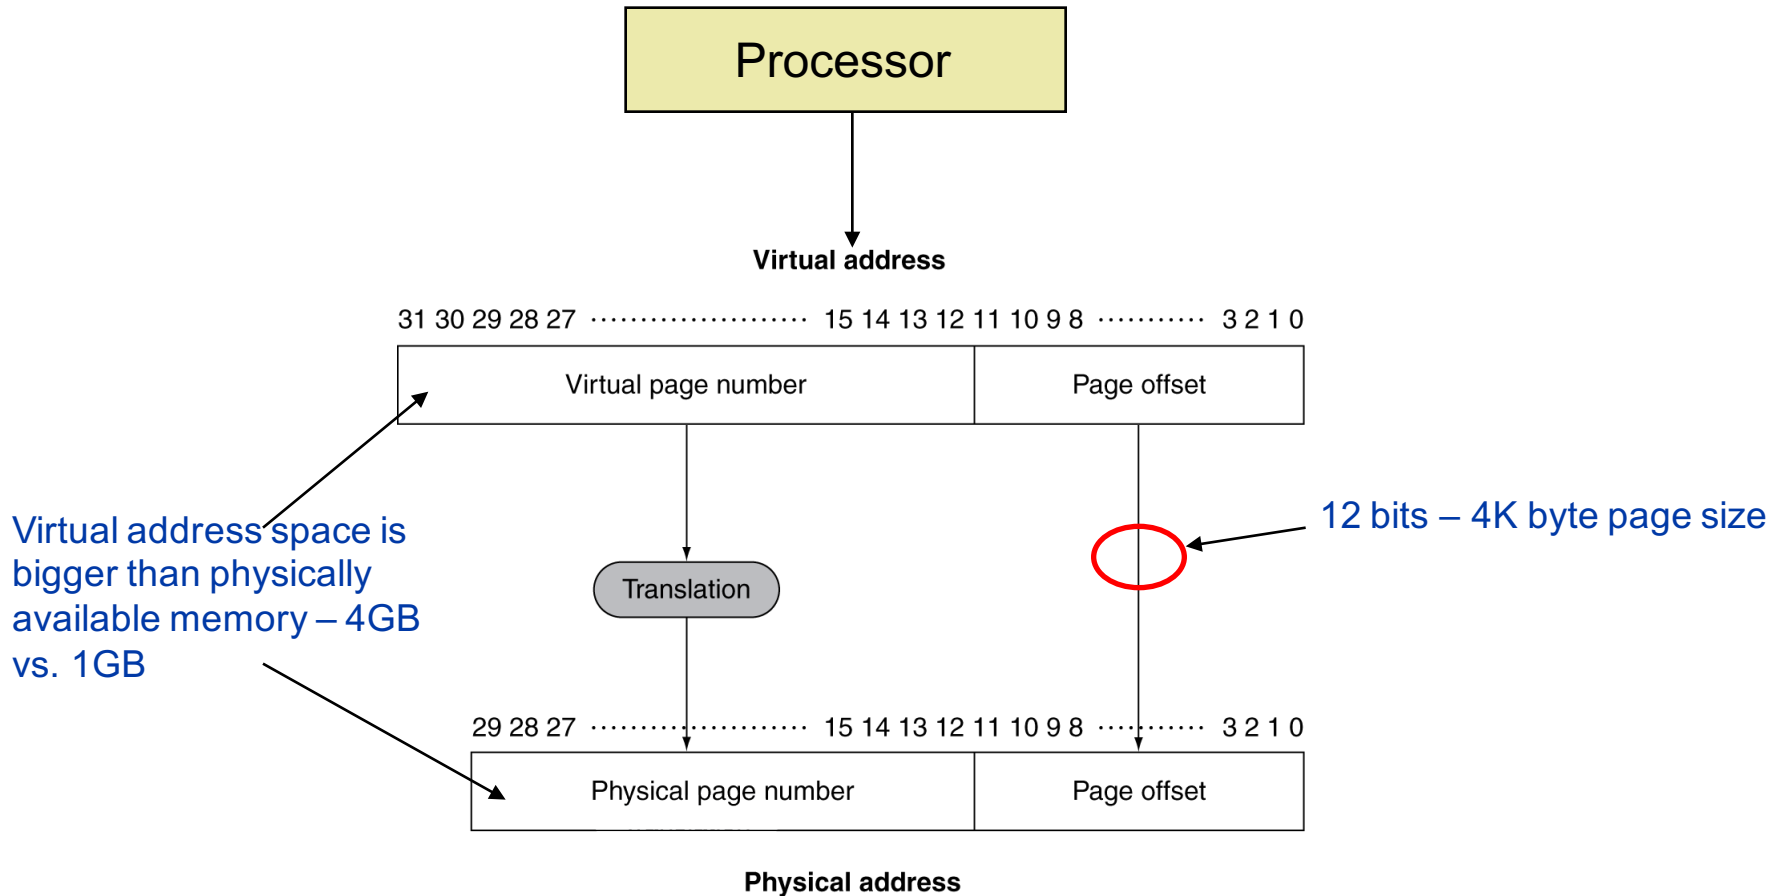 Processor
Virtual address
31 30 29 28 27 ······················ 15 14 13 12 11 10 9 8 ··········· 3 2 1 0
Virtual page number
Page offset
Virtual address space is
bigger than physically
available memory – 4GB
vs. 1GB
12 bits – 4K byte page size
Translation
29 28 27 ······················ 15 14 13 12 11 10 9 8 ··········· 3 2 1 0
Physical page number
Page offset
Physical address